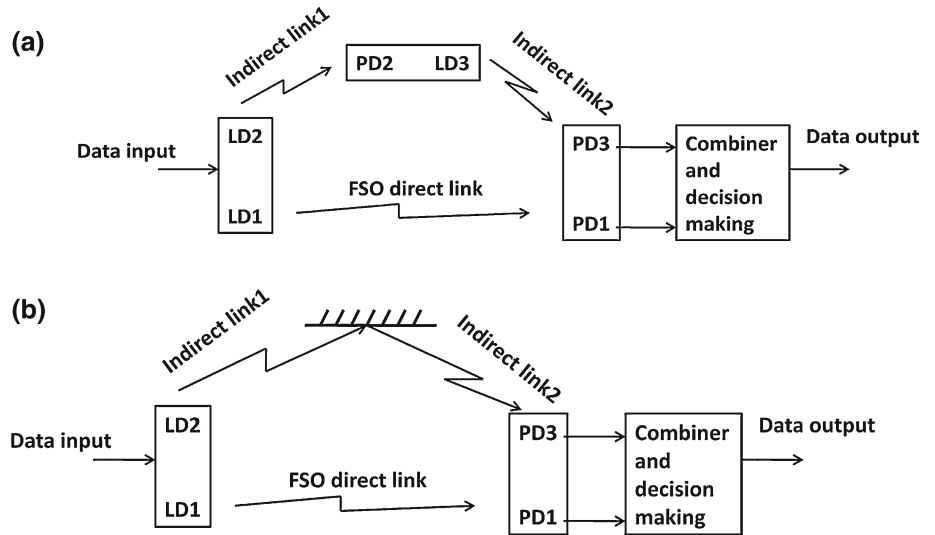 (a)
Indirect link1
PD2 LD3
Indirect link2
Data input
LD2
LD1
FSO direct link
PD3
PD1
Combiner
and
decision
making
Data output
(b)
Indirect link1
Indirect link2
Data input
LD2
LD1
FSO direct link
PD3
PD1
Combiner
and
decision
making
Data output